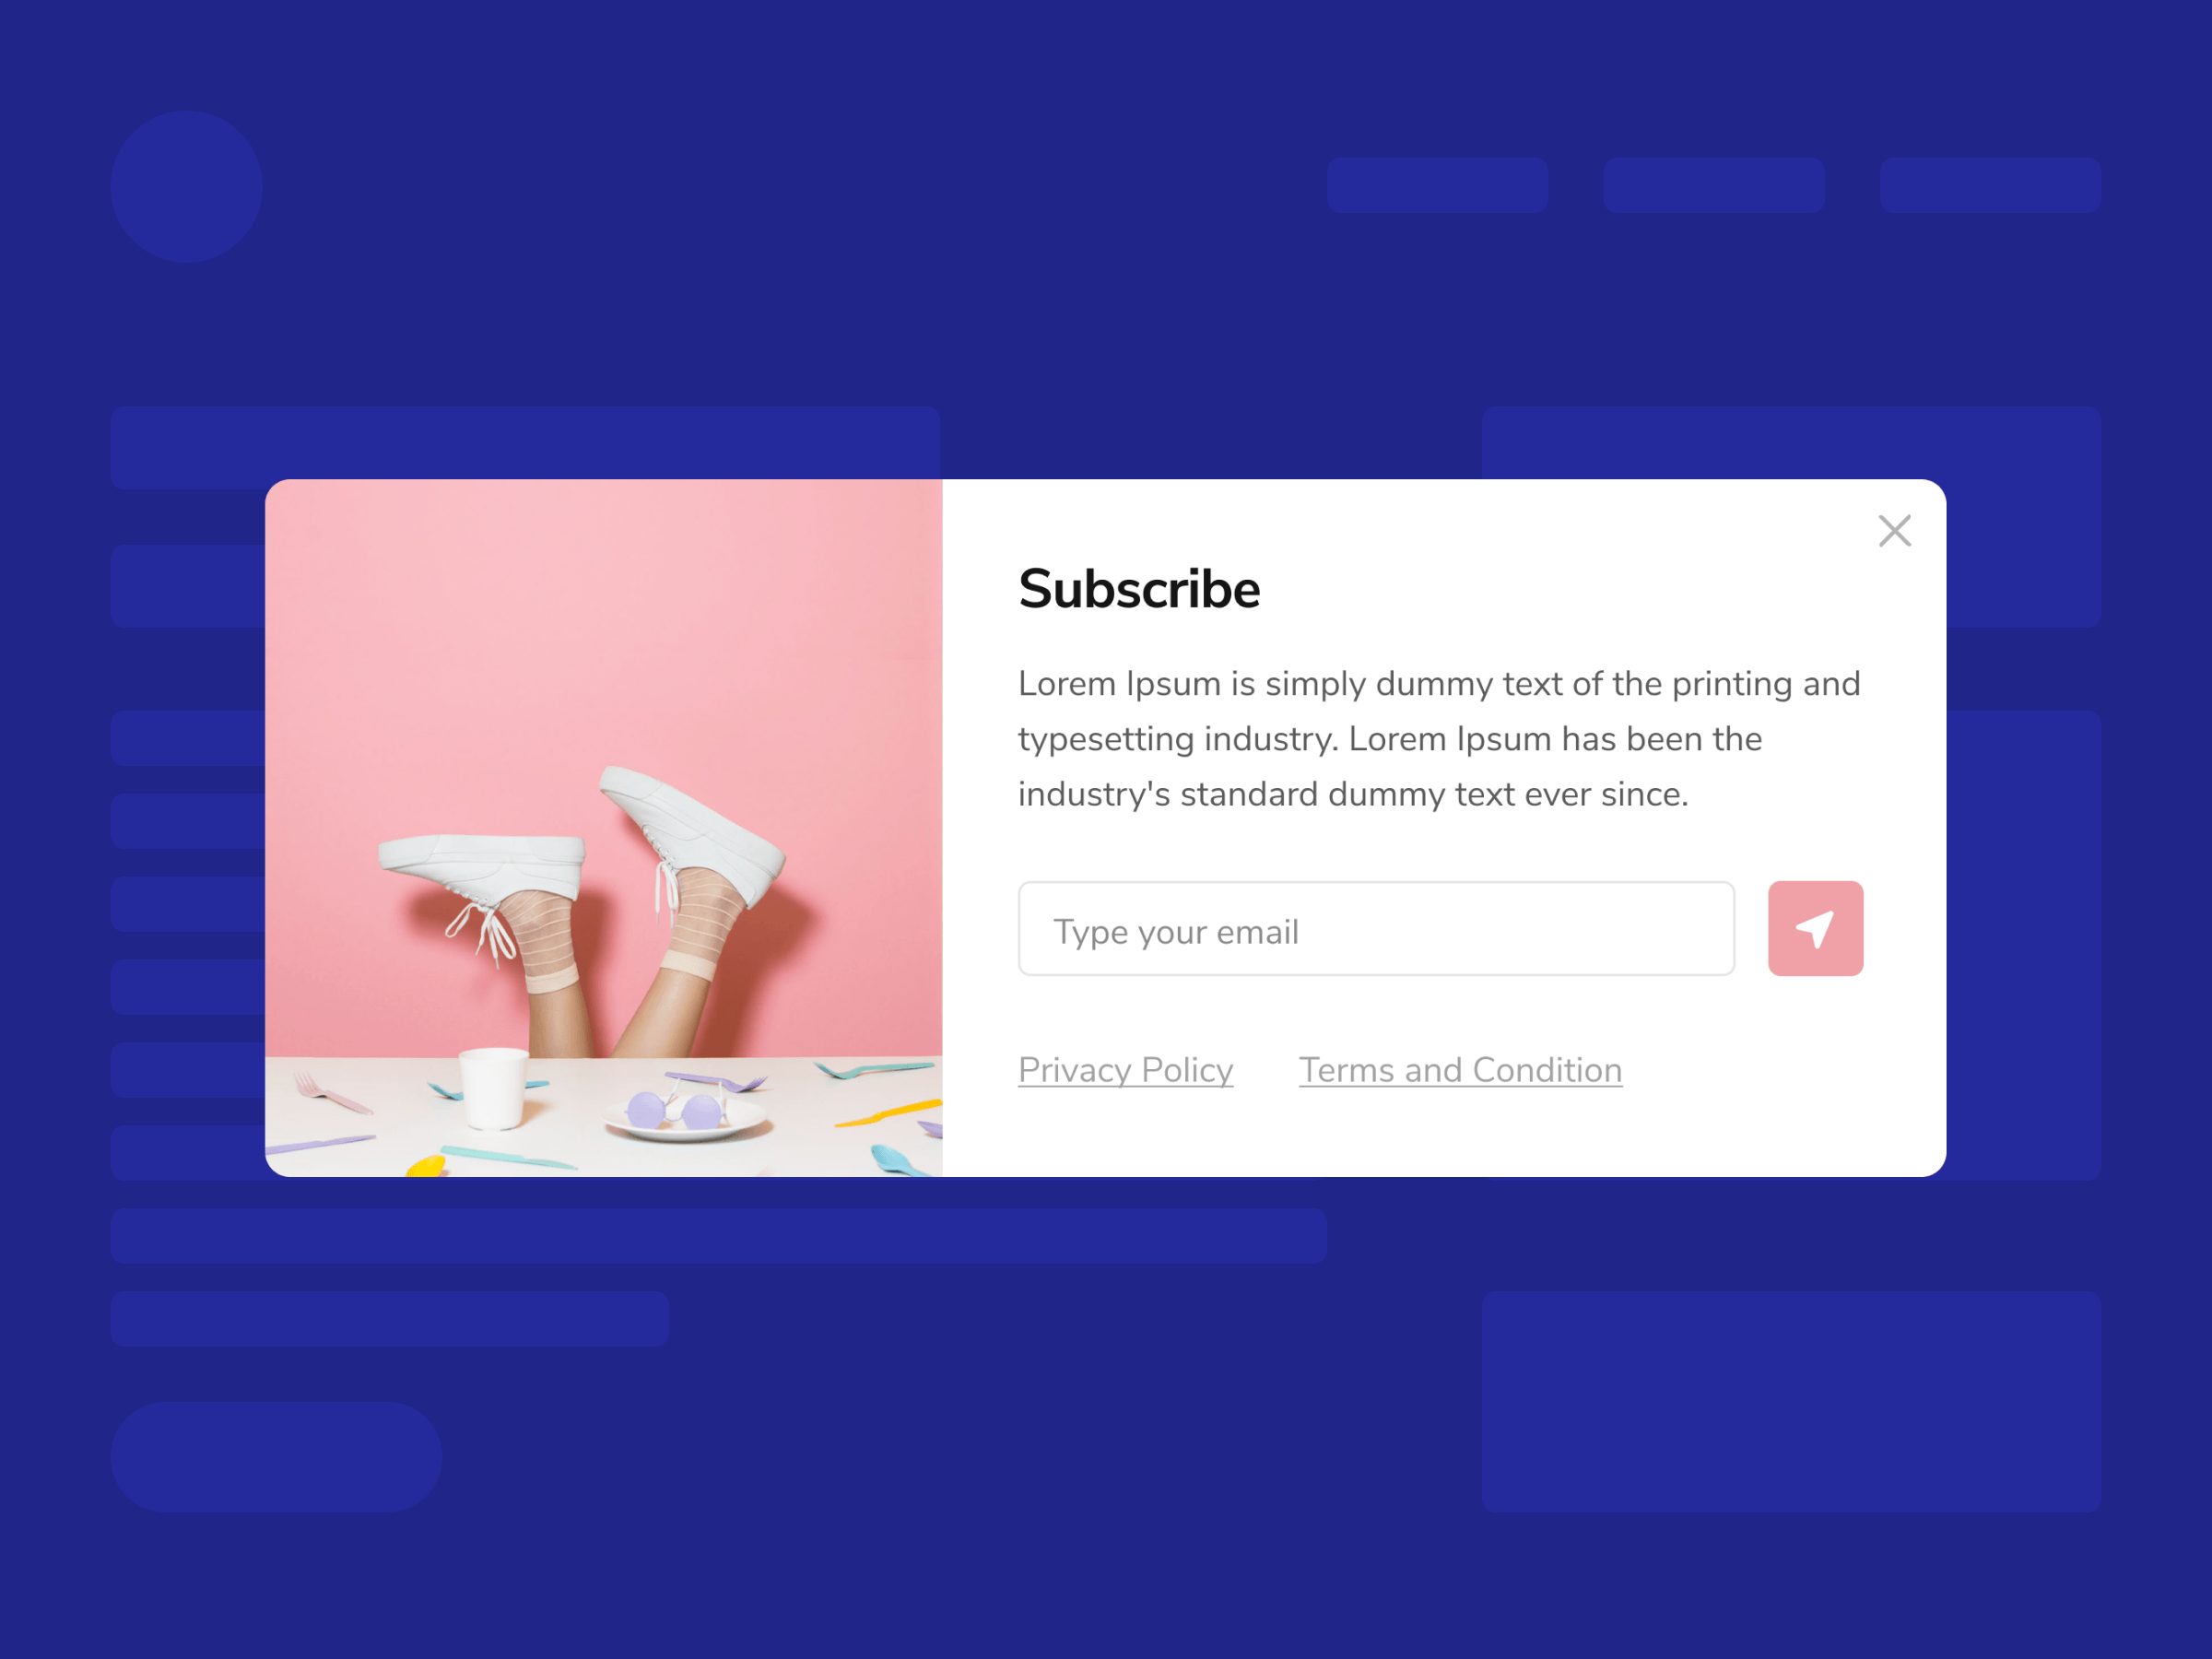 Subscribe
Lorem Ipsum is simply dummy text of the printing and
typesetting industry. Lorem Ipsum has been the
industry's standard dummy text ever since.
Type your email
Privacy Policy
Terms and Condition